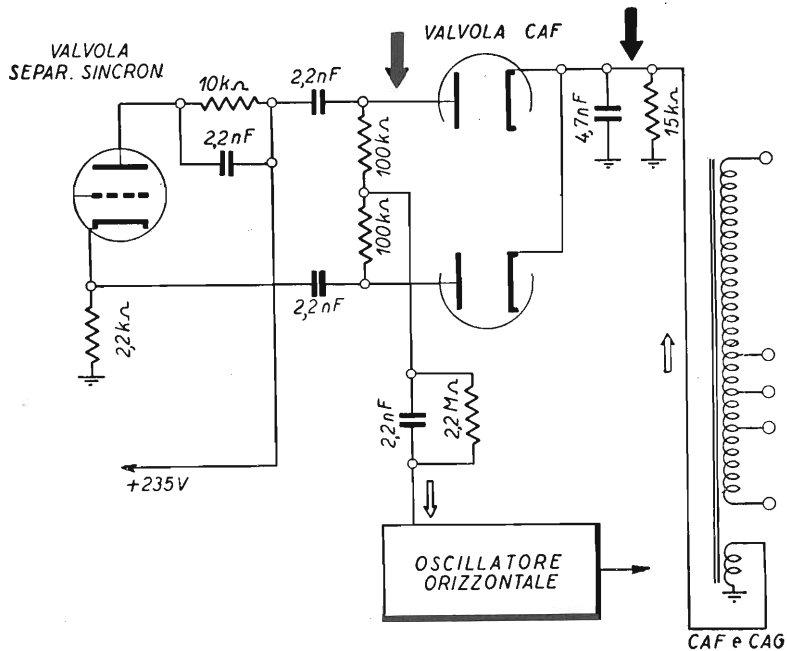 VALVOLA
SEPAR. SINCRON.
VALVOLA CAF
10kΩ
2,2nF
2,2nF
100kΩ
100kΩ
4,7nF
15kΩ
2,2nF
2,2kΩ
2,2nF
2,2MΩ
+235V
OSCILLATORE
ORIZZONTALE
CAF e CAG